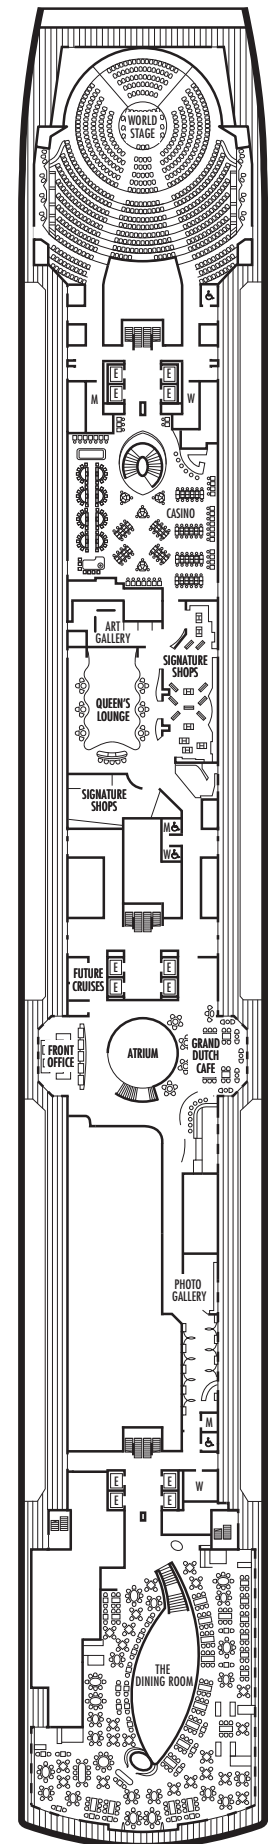 WORLD
STAGE
E E
E E
M W
CASINO
ART
GALLERY
SIGNATURE
SHOPS
QUEEN'S
LOUNGE
SIGNATURE
SHOPS
M
W
E E
E E
FUTURE
CRUISES
FRONT
OFFICE
ATRIUM
GRAND
DUTCH
CAFE
PHOTO
GALLERY
M
E E
E E
W
THE
DINING ROOM